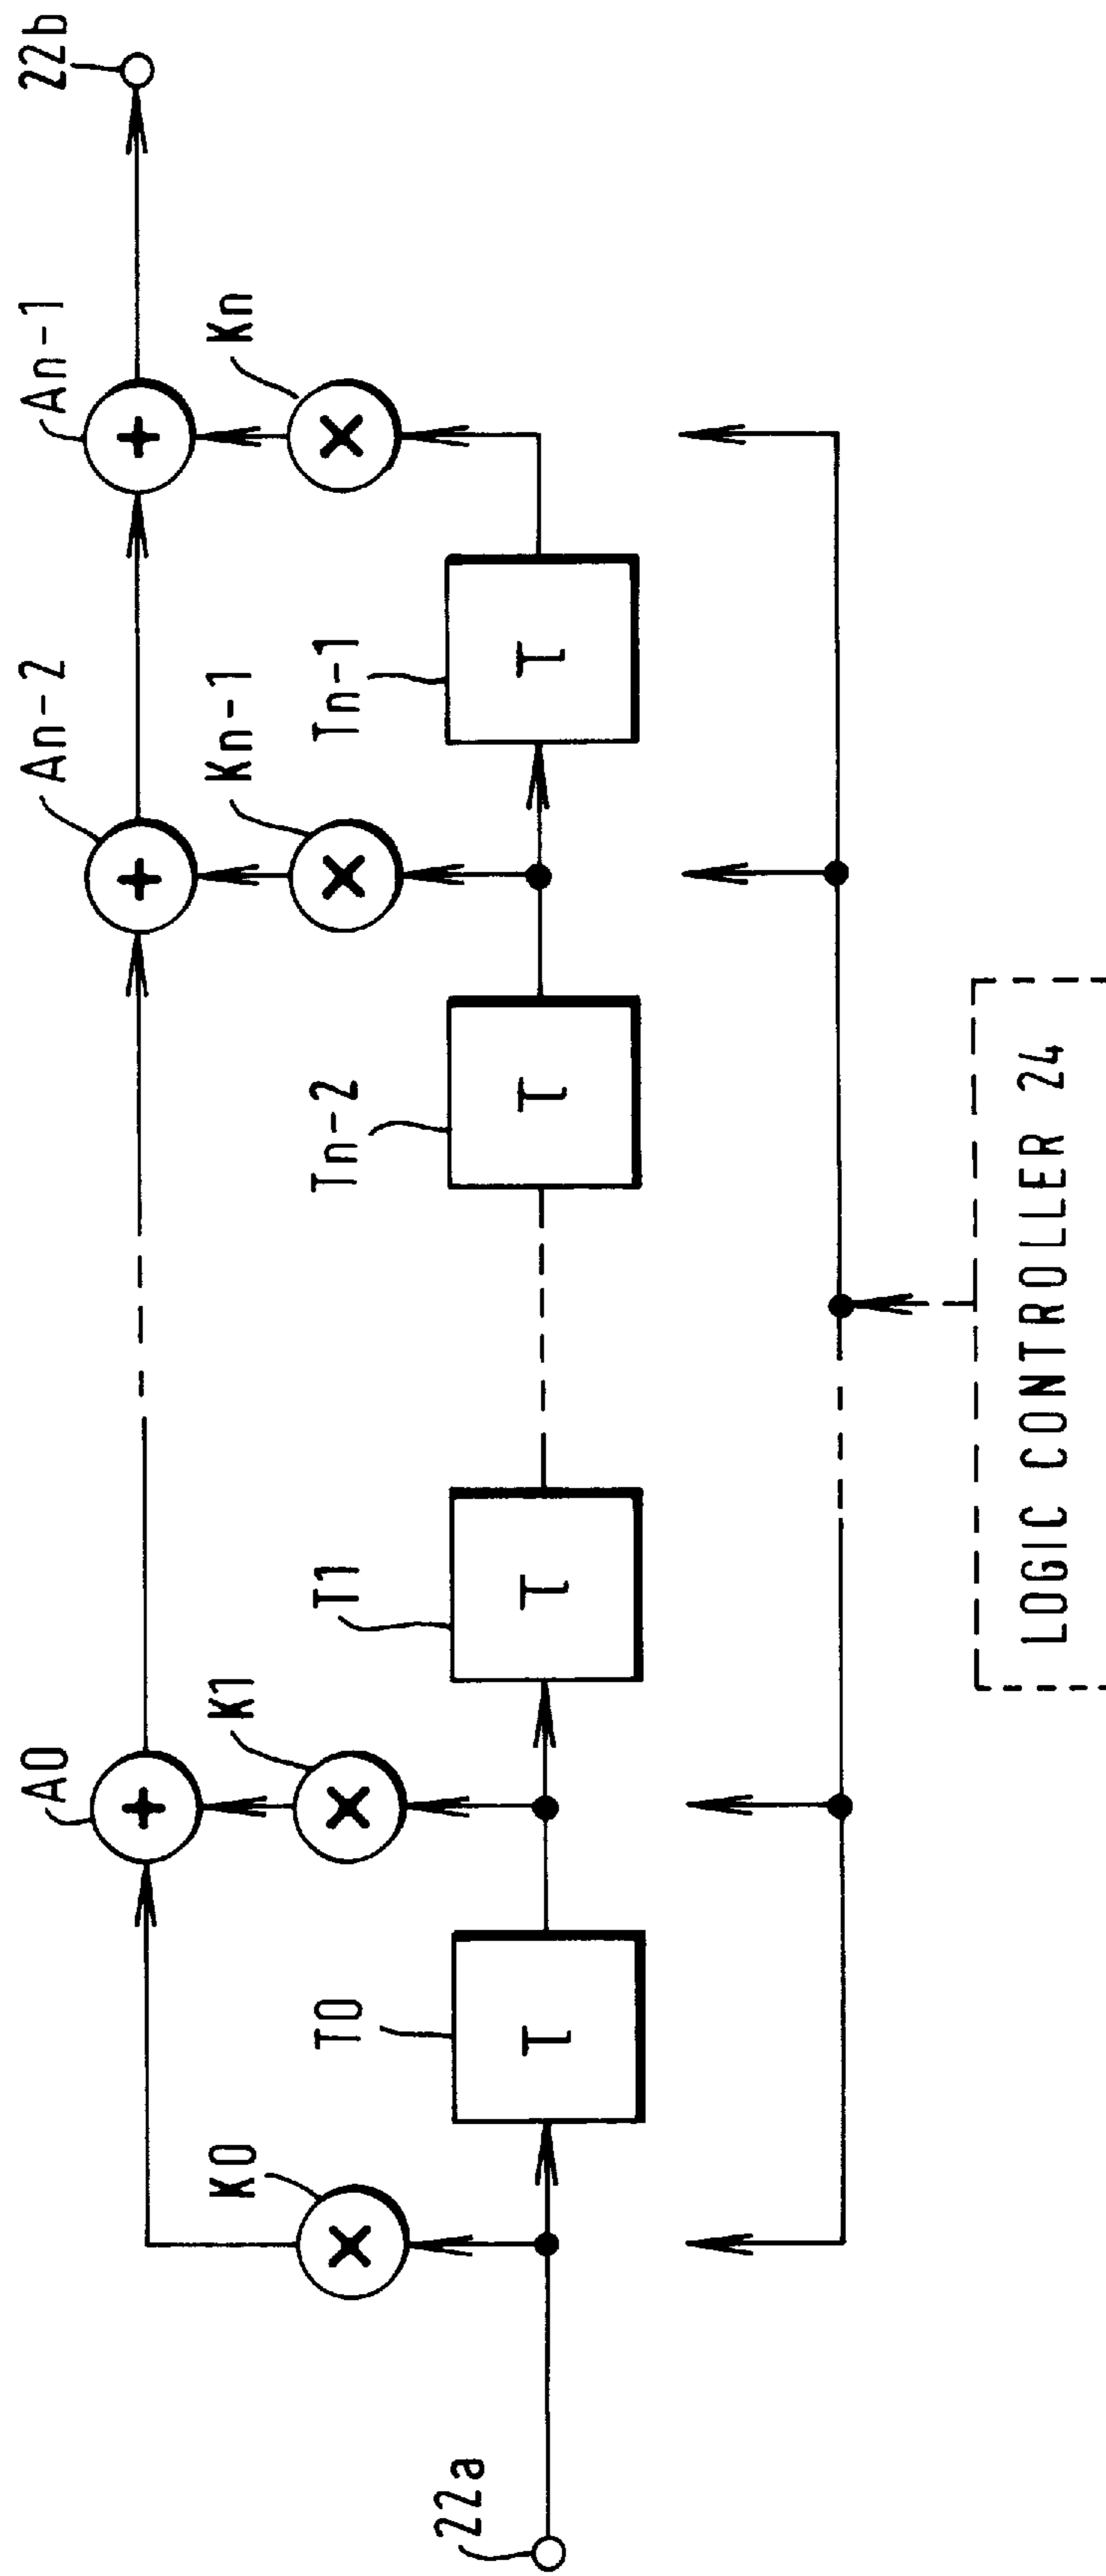 A0
An-2
An-1
22b
+
+
+
K0
K1
Kn-1
Kn
×
×
×
×
T0
T1
Tn-2
Tn-1
22a
τ
τ
τ
τ
LOGIC CONTROLLER 24